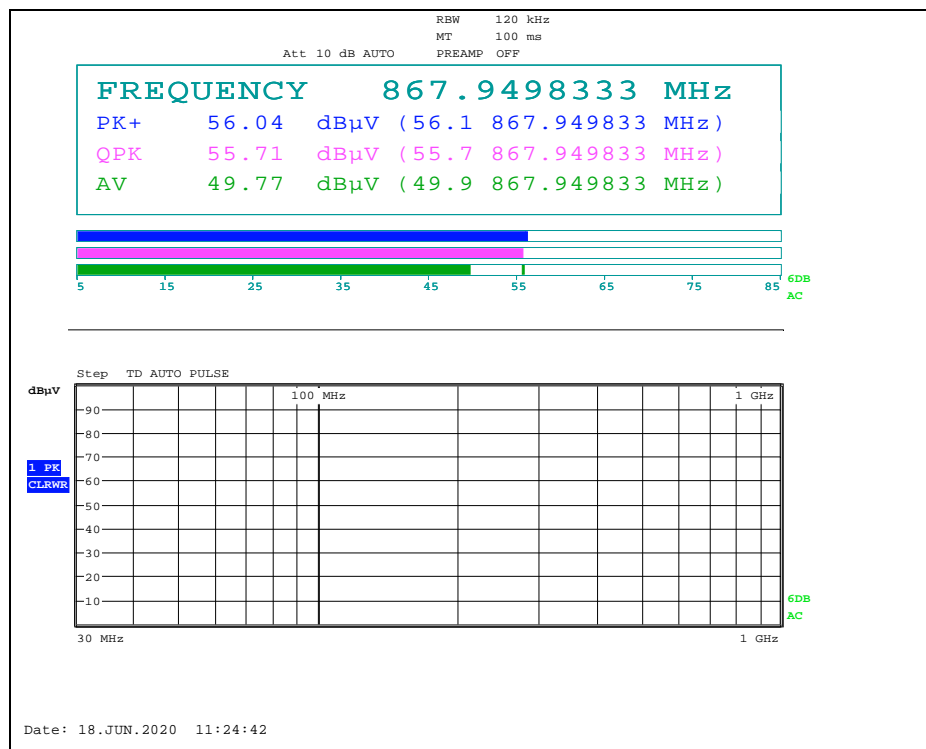 RBW 120 kHz
MT 100 ms
Att 10 dB AUTO PREAMP OFF
FREQUENCY 867.9498333 MHz
PK+ 56.04 dBµV (56.1 867.949833 MHz)
QPK 55.71 dBµV (55.7 867.949833 MHz)
AV 49.77 dBµV (49.9 867.949833 MHz)
5 15 25 35 45 55 65 75 85
6DB
AC
Step TD AUTO PULSE
dBµV
100 MHz 1 GHz
90
80
70
1 PK
60
CLRWR
50
40
30
20
10
6DB
AC
30 MHz 1 GHz
Date: 18.JUN.2020 11:24:42